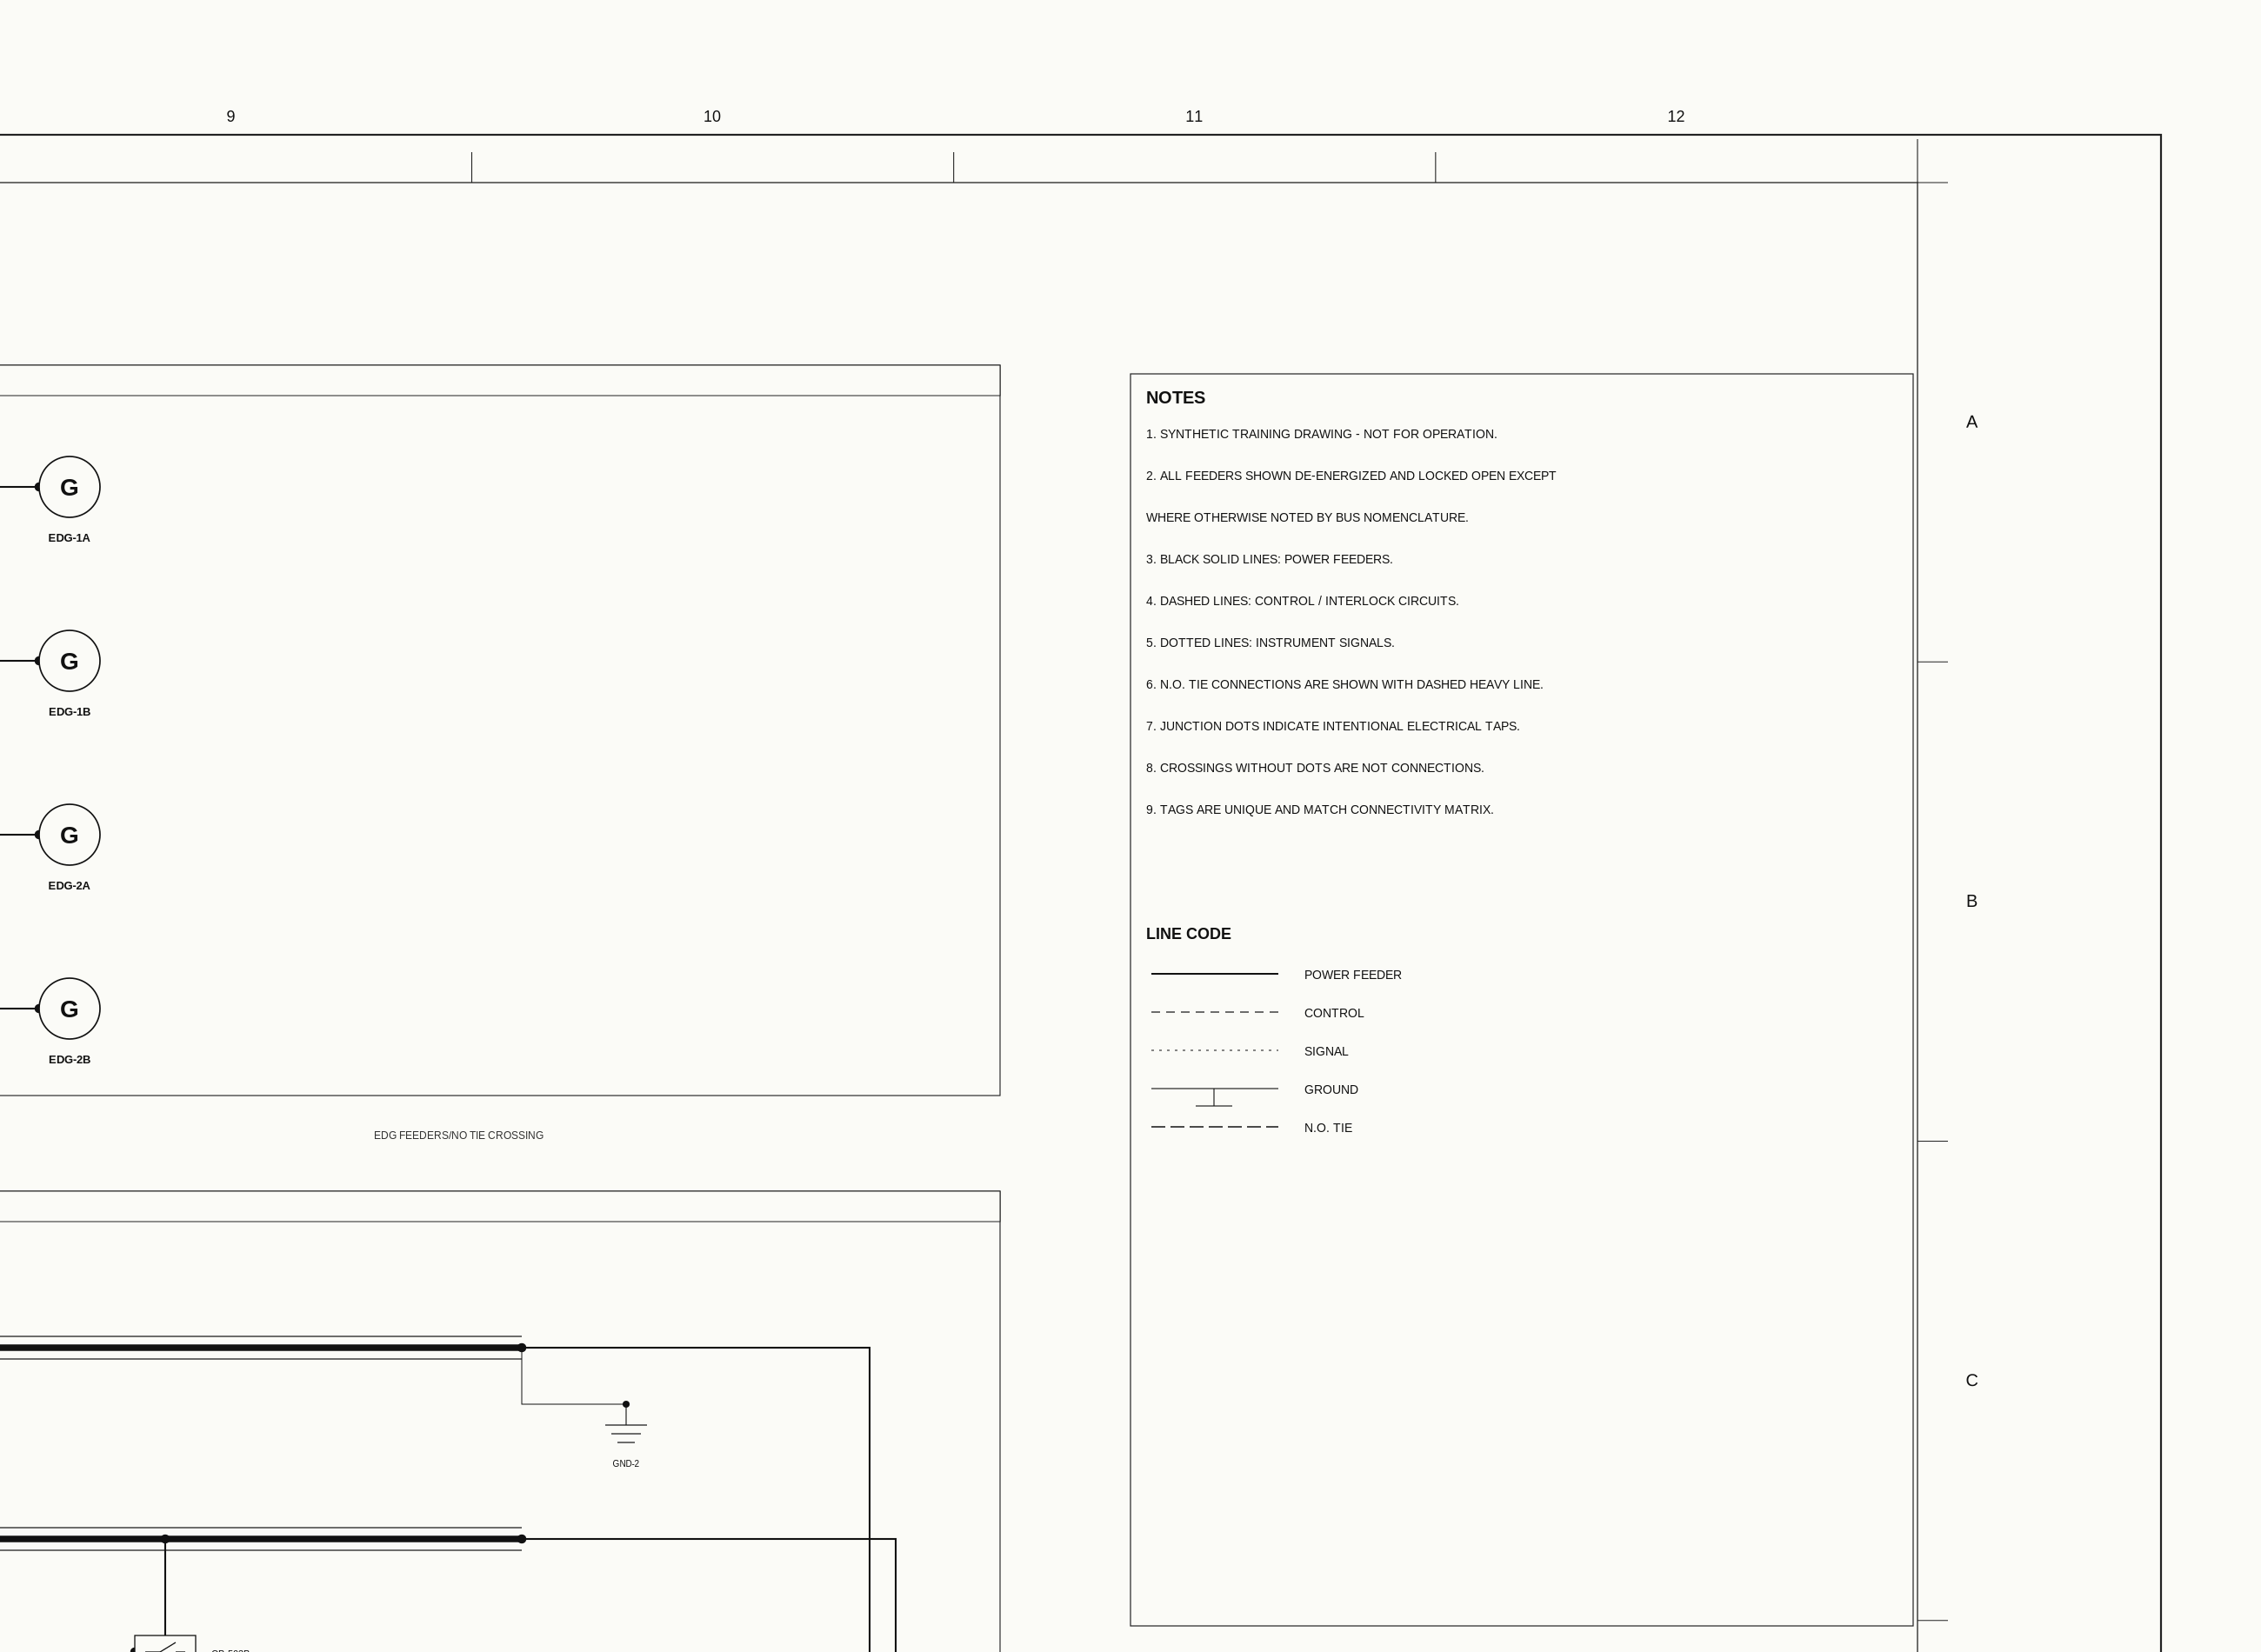 9
10
11
12
NOTES
1. SYNTHETIC TRAINING DRAWING - NOT FOR OPERATION.
A
2. ALL FEEDERS SHOWN DE-ENERGIZED AND LOCKED OPEN EXCEPT
G
WHERE OTHERWISE NOTED BY BUS NOMENCLATURE.
EDG-1A
3. BLACK SOLID LINES: POWER FEEDERS.
4. DASHED LINES: CONTROL / INTERLOCK CIRCUITS.
5. DOTTED LINES: INSTRUMENT SIGNALS.
G
6. N.O. TIE CONNECTIONS ARE SHOWN WITH DASHED HEAVY LINE.
EDG-1B
7. JUNCTION DOTS INDICATE INTENTIONAL ELECTRICAL TAPS.
8. CROSSINGS WITHOUT DOTS ARE NOT CONNECTIONS.
9. TAGS ARE UNIQUE AND MATCH CONNECTIVITY MATRIX.
G
EDG-2A
B
LINE CODE
POWER FEEDER
G
CONTROL
SIGNAL
EDG-2B
GROUND
N.O. TIE
EDG FEEDERS/NO TIE CROSSING
C
GND-2